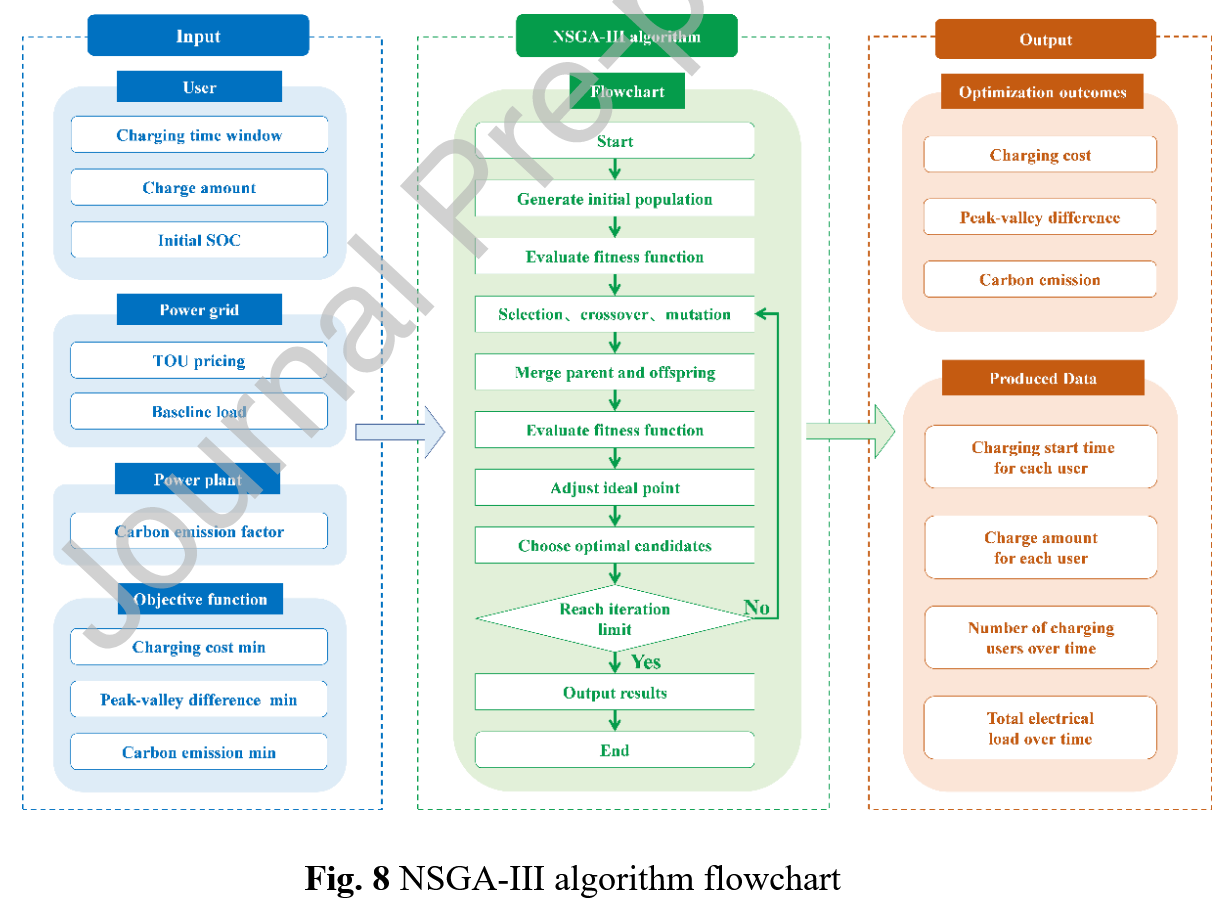 Input
User
Charging time window
Charge amount
Initial SOC
Power grid
TOU pricing
Baseline load
Power plant
Carbon emission factor
Objective function
Charging cost min
Peak-valley difference min
Carbon emission min
NSGA-III algorithm
Flowchart
Start
Generate initial population
Evaluate fitness function
Selection、crossover、mutation
Merge parent and offspring
Evaluate fitness function
Adjust ideal point
Choose optimal candidates
Reach iteration
limit
No
Yes
Output results
End
Output
Optimization outcomes
Charging cost
Peak-valley difference
Carbon emission
Produced Data
Charging start time
for each user
Charge amount
for each user
Number of charging
users over time
Total electrical
load over time
Journal Pre-p
Fig. 8 NSGA-III algorithm flowchart